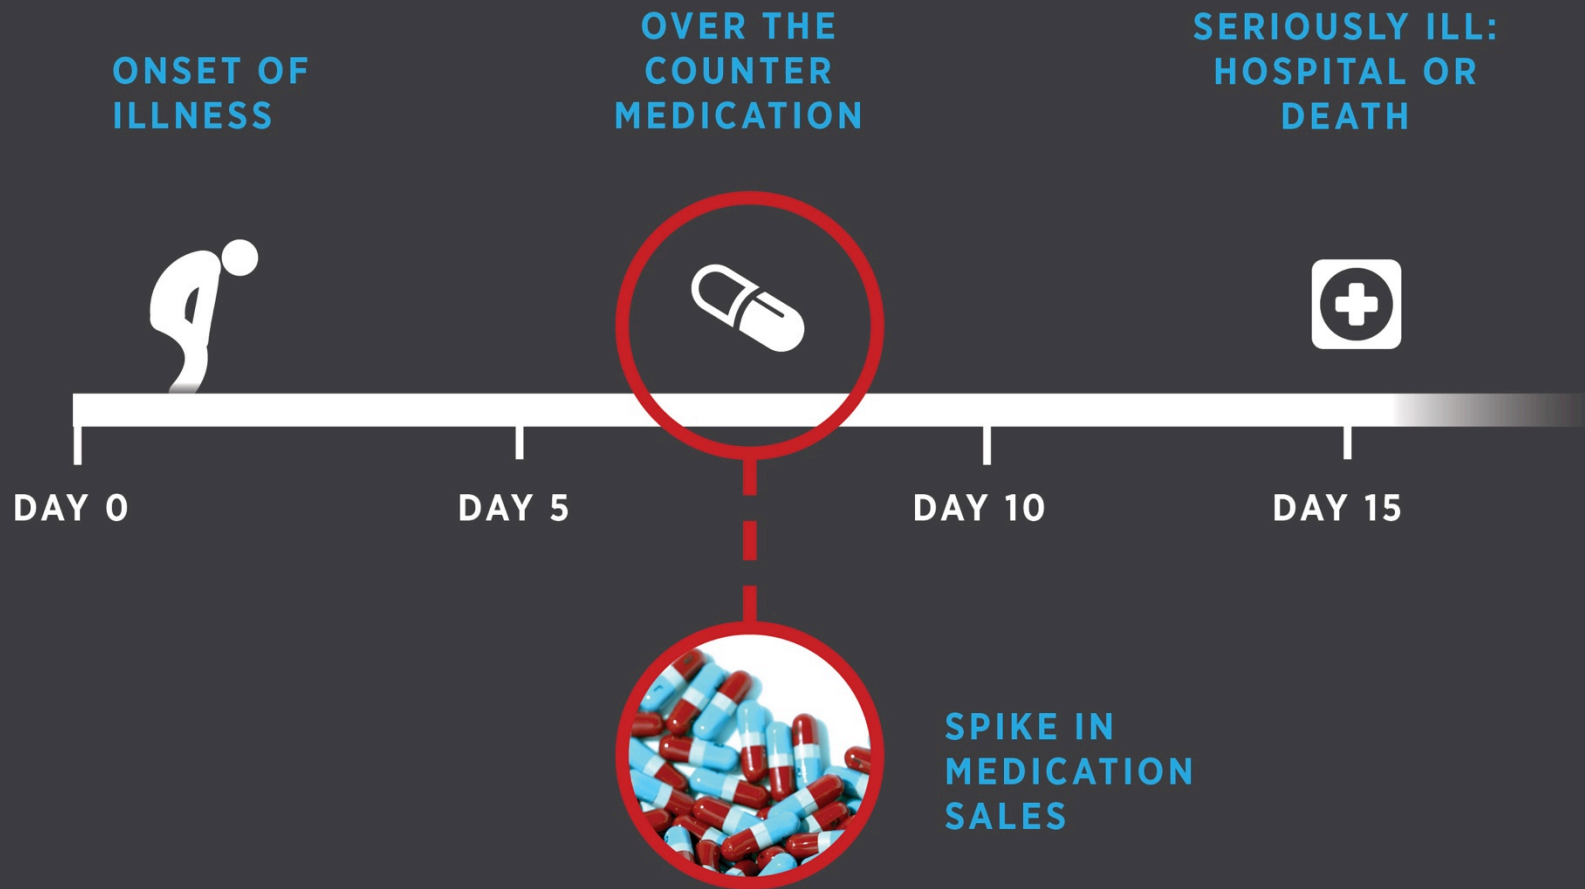 ONSET OF
ILLNESS
OVER THE
COUNTER
MEDICATION
SERIOUSLY ILL:
HOSPITAL OR
DEATH
DAY 0
DAY 5
DAY 10
DAY 15
SPIKE IN
MEDICATION
SALES